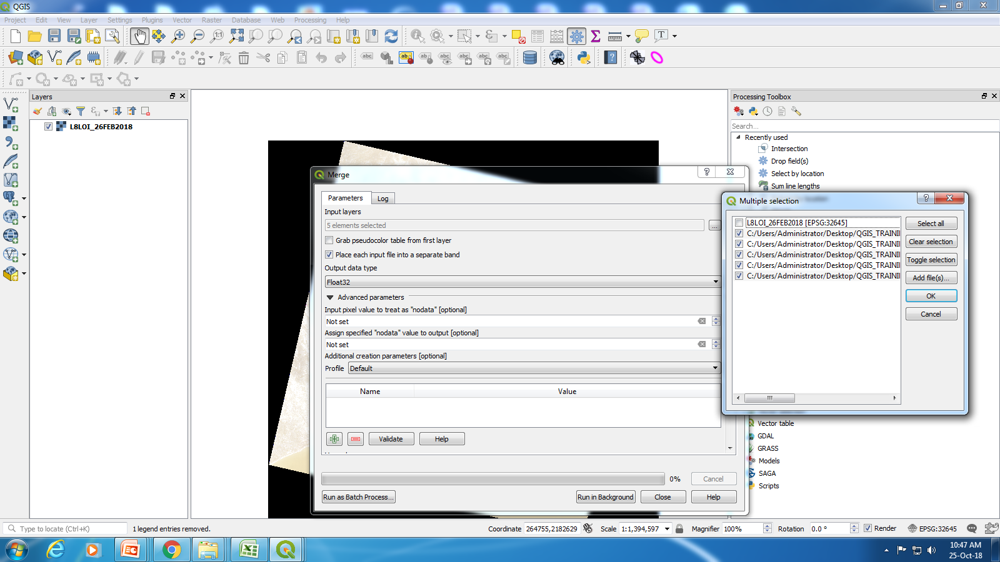 QGIS
Project Edit View Layer Settings Plugins Vector Raster Database Web Processing Help
Layers
L8LOI_26FEB2018
Processing Toolbox
Search...
Recently used
Intersection
Drop field(s)
Select by location
Sum line lengths
Vector table
GDAL
GRASS
Models
SAGA
Scripts
Merge
Parameters Log
Input layers
5 elements selected
Grab pseudocolor table from first layer
Place each input file into a separate band
Output data type
Float32
Advanced parameters
Input pixel value to treat as "nodata" [optional]
Not set
Assign specified "nodata" value to output [optional]
Not set
Additional creation parameters [optional]
Profile Default
Name Value
Validate Help
0% Cancel
Run as Batch Process... Run in Background Close Help
Multiple selection
L8LOI_26FEB2018 [EPSG:32645]
C:/Users/Administrator/Desktop/QGIS_TRAINI
C:/Users/Administrator/Desktop/QGIS_TRAINI
C:/Users/Administrator/Desktop/QGIS_TRAINI
C:/Users/Administrator/Desktop/QGIS_TRAINI
C:/Users/Administrator/Desktop/QGIS_TRAINI
Select all
Clear selection
Toggle selection
Add file(s)...
OK
Cancel
Type to locate (Ctrl+K) 1 legend entries removed. Coordinate 264755,2182629 Scale 1:1,394,597 Magnifier 100% Rotation 0.0 ° Render EPSG:32645
10:47 AM
25-Oct-18